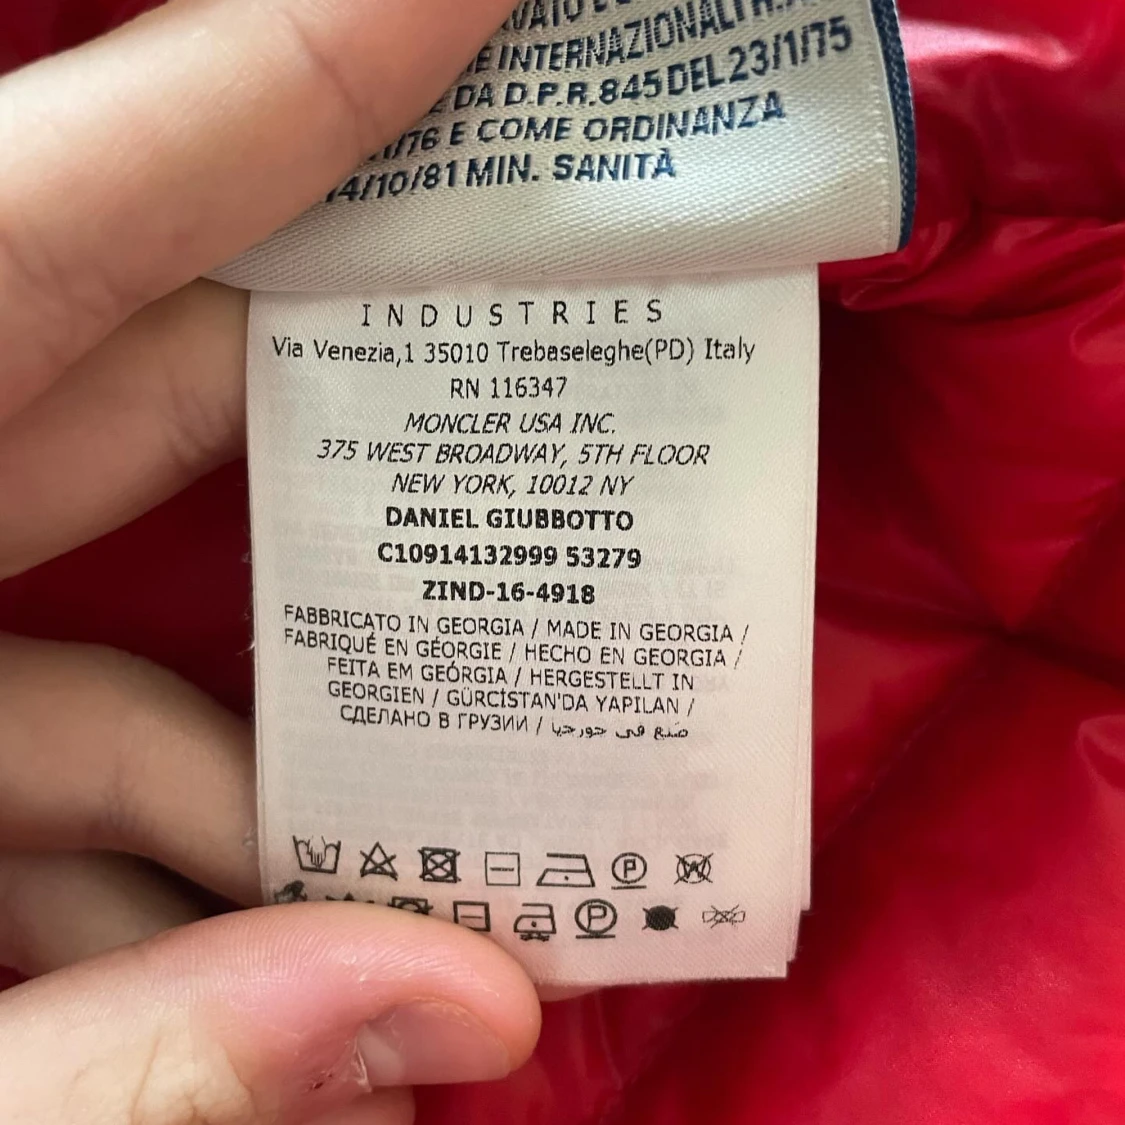 INTERNAZIONALI
DA D.P.R.845 DEL 23/1/75
/76 E COME ORDINANZA
14/10/81 MIN. SANITÀ
INDUSTRIES
Via Venezia,1 35010 Trebaseleghe(PD) Italy
RN 116347
MONCLER USA INC.
375 WEST BROADWAY, 5TH FLOOR
NEW YORK, 10012 NY
DANIEL GIUBBOTTO
C10914132999 53279
ZIND-16-4918
FABBRICATO IN GEORGIA / MADE IN GEORGIA /
FABRIQUÉ EN GÉORGIE / HECHO EN GEORGIA /
FEITA EM GEÓRGIA / HERGESTELLT IN
GEORGIEN / GÜRCİSTAN'DA YAPILAN /
СДЕЛАНО В ГРУЗИИ / صنع في جورجيا
P W
P